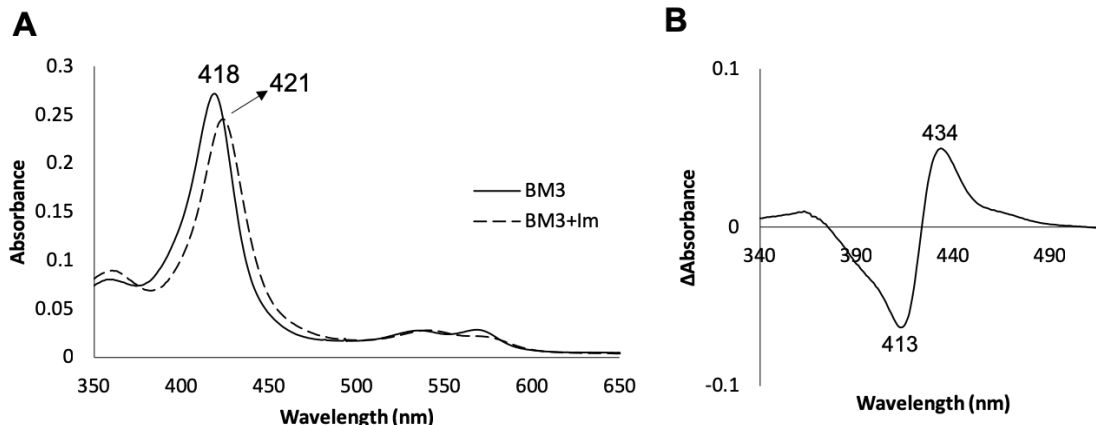 A
Absorbance
0.3
0.25
0.2
0.15
0.1
0.05
0
418
421
BM3
BM3+Im
350 400 450 500 550 600 650
Wavelength (nm)
B
ΔAbsorbance
0.1
0
-0.1
434
340 390 440 490
413
Wavelength (nm)